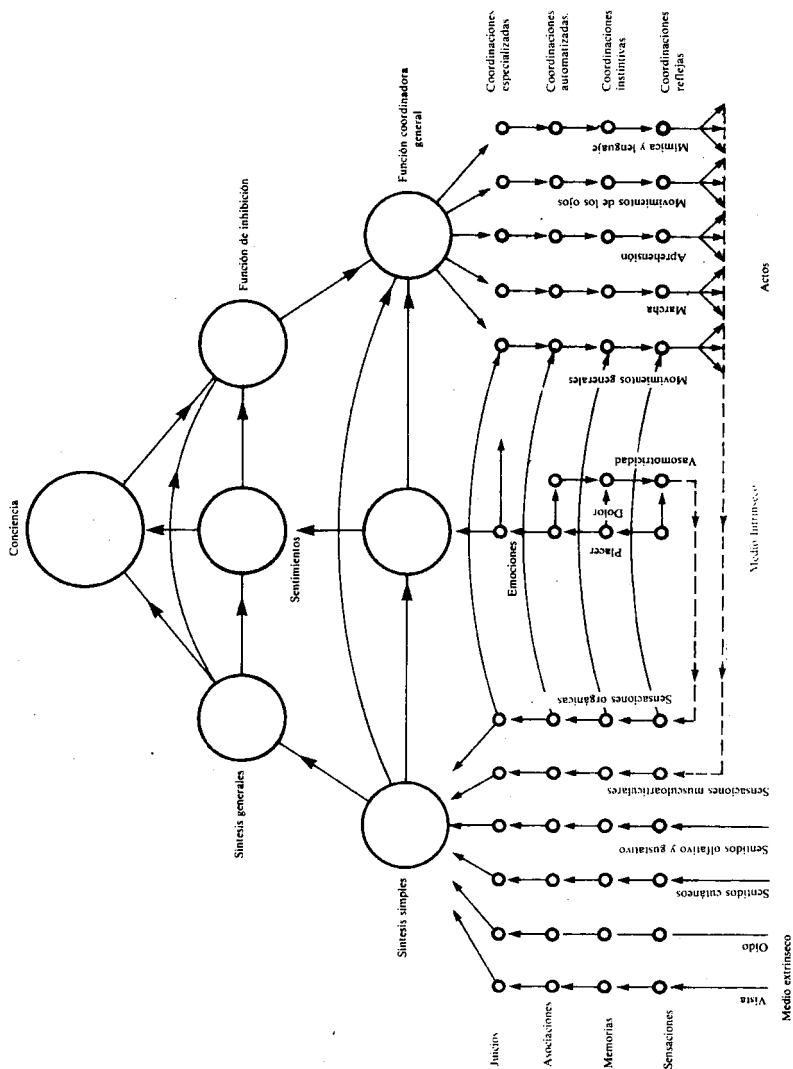 Conciencia
Síntesis generales
Sentimientos
Función de inhibición
Síntesis simples
Emociones
Función coordinadora
general
Juicios
Asociaciones
Memorias
Sensaciones
Coordinaciones
especializadas
Coordinaciones
automatizadas.
Coordinaciones
instintivas
Coordinaciones
reflejas
Vista
Oído
Sentidos cutáneos
Sentidos olfativo y gustativo
Sensaciones musculoarticulares
Sensaciones orgánicas
Placer
Dolor
Vasomotricidad
Movimientos generales
Marcha
Aprehensión
Movimientos de los ojos
Mímica y lenguaje
Medio extrínseco
Medio Intrínseco
Actos